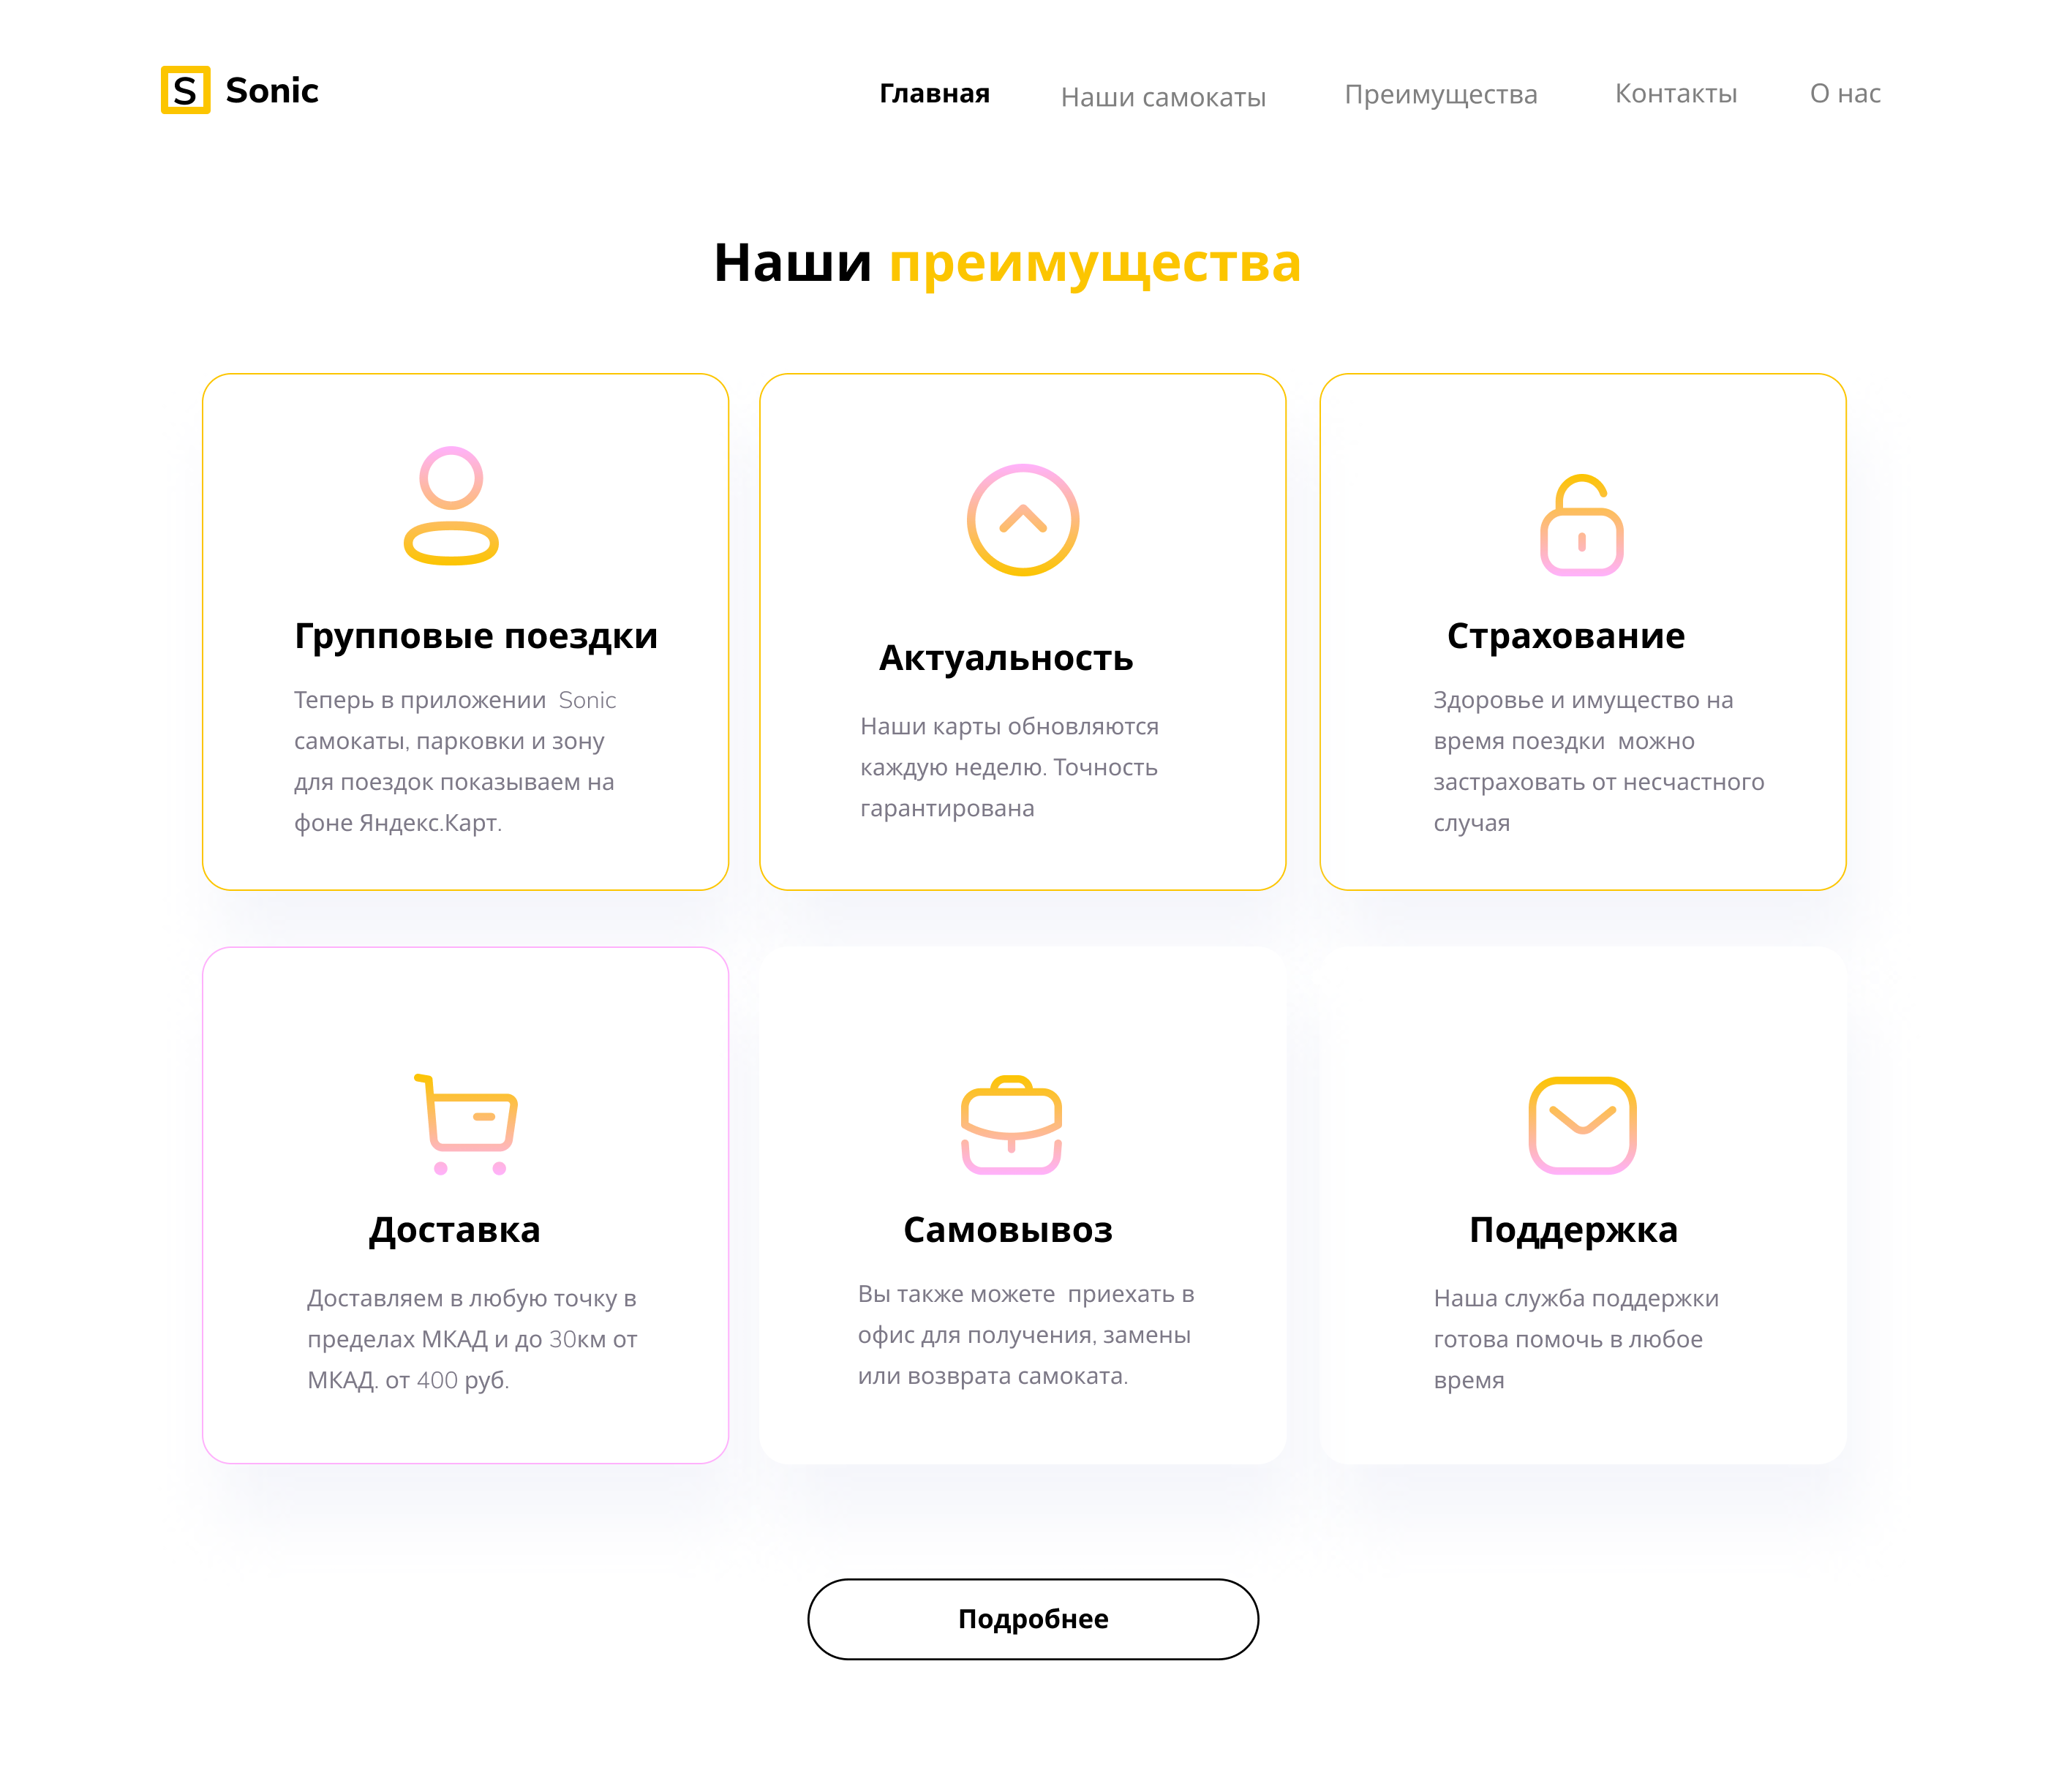 S Sonic
Главная Наши самокаты Преимущества Контакты О нас
Наши преимущества
Групповые поездки
Теперь в приложении Sonic
самокаты, парковки и зону
для поездок показываем на
фоне Яндекс.Карт.
Актуальность
Наши карты обновляются
каждую неделю. Точность
гарантирована
Страхование
Здоровье и имущество на
время поездки можно
застраховать от несчастного
случая
Доставка
Доставляем в любую точку в
пределах МКАД и до 30км от
МКАД. от 400 руб.
Самовывоз
Вы также можете приехать в
офис для получения, замены
или возврата самоката.
Поддержка
Наша служба поддержки
готова помочь в любое
время
Подробнее